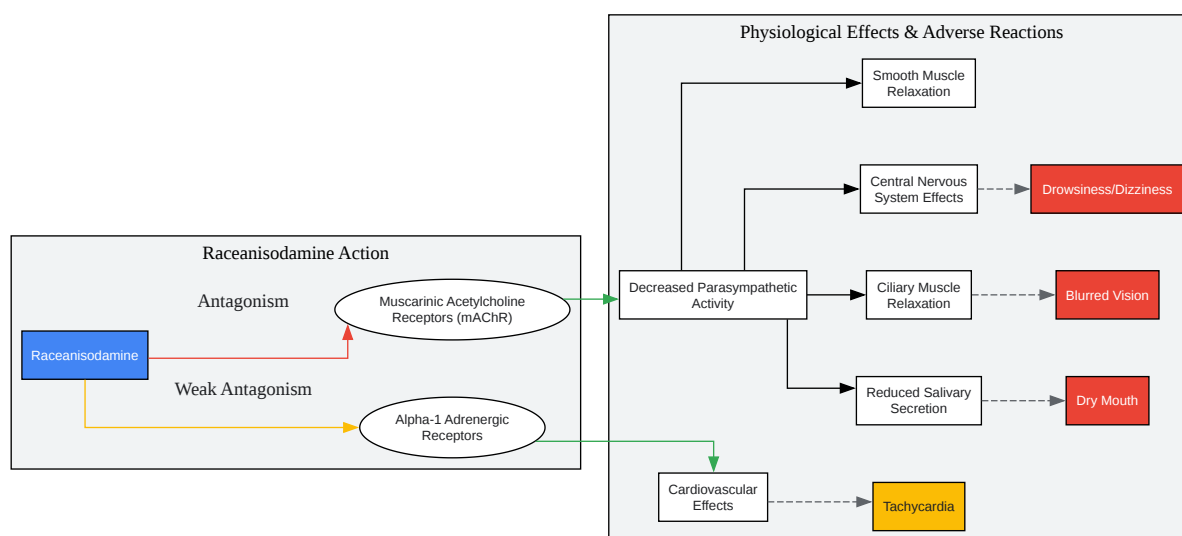 Physiological Effects & Adverse Reactions
Smooth Muscle
Relaxation
Central Nervous
System Effects
Drowsiness/Dizziness
Raceanisodamine Action
Antagonism
Muscarinic Acetylcholine
Receptors (mAChR)
Decreased Parasympathetic
Activity
Ciliary Muscle
Relaxation
Blurred Vision
Raceanisodamine
Weak Antagonism
Alpha-1 Adrenergic
Receptors
Reduced Salivary
Secretion
Dry Mouth
Cardiovascular
Effects
Tachycardia